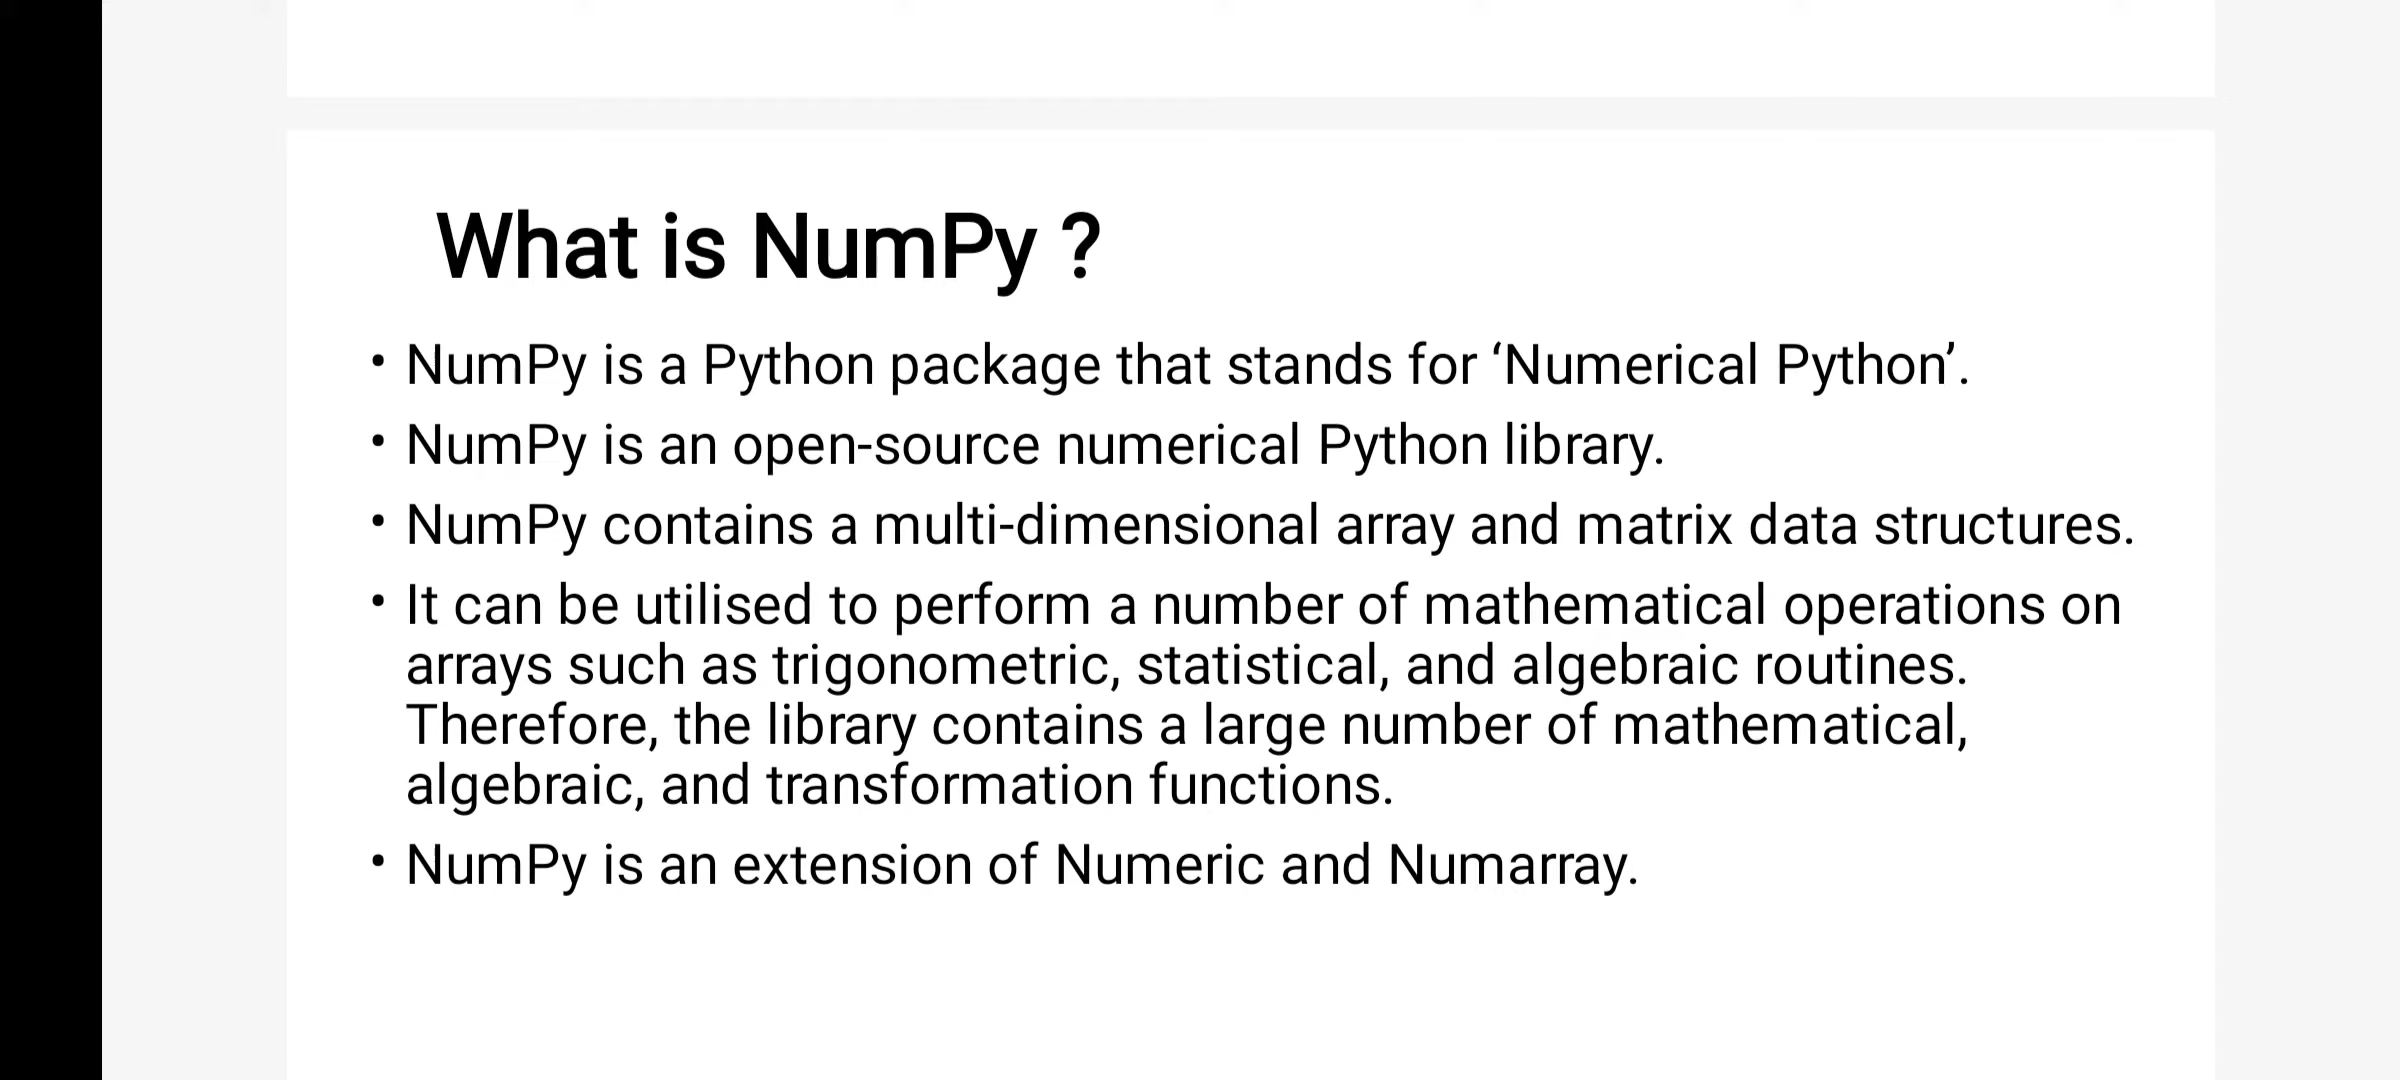 What is NumPy ?
• NumPy is a Python package that stands for ‘Numerical Python’.
• NumPy is an open-source numerical Python library.
• NumPy contains a multi-dimensional array and matrix data structures.
• It can be utilised to perform a number of mathematical operations on
arrays such as trigonometric, statistical, and algebraic routines.
Therefore, the library contains a large number of mathematical,
algebraic, and transformation functions.
• NumPy is an extension of Numeric and Numarray.